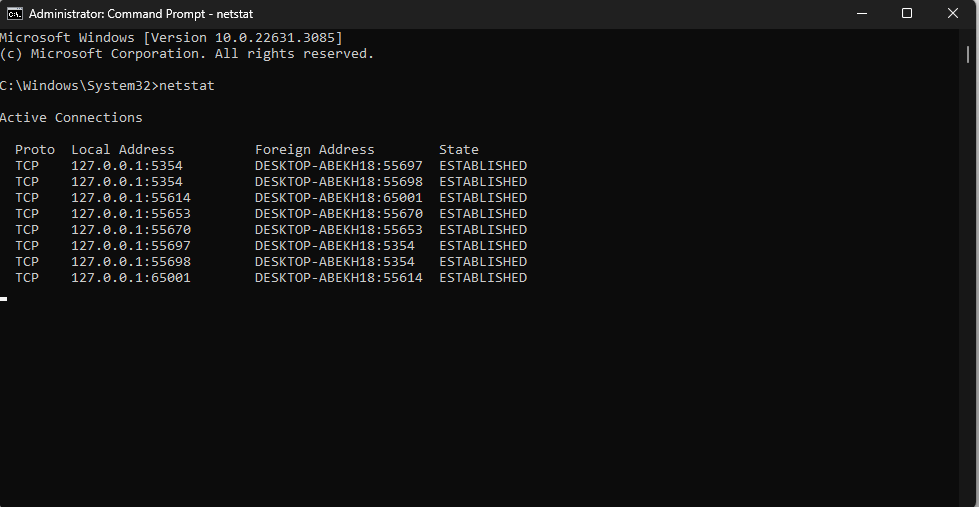 Administrator: Command Prompt - netstat
Microsoft Windows [Version 10.0.22631.3085]
(c) Microsoft Corporation. All rights reserved.
C:\Windows\System32>netstat
Active Connections
Proto  Local Address          Foreign Address        State
TCP    127.0.0.1:5354         DESKTOP-ABEKH18:55697  ESTABLISHED
TCP    127.0.0.1:5354         DESKTOP-ABEKH18:55698  ESTABLISHED
TCP    127.0.0.1:55614        DESKTOP-ABEKH18:65001  ESTABLISHED
TCP    127.0.0.1:55653        DESKTOP-ABEKH18:55670  ESTABLISHED
TCP    127.0.0.1:55670        DESKTOP-ABEKH18:55653  ESTABLISHED
TCP    127.0.0.1:55697        DESKTOP-ABEKH18:5354   ESTABLISHED
TCP    127.0.0.1:55698        DESKTOP-ABEKH18:5354   ESTABLISHED
TCP    127.0.0.1:65001        DESKTOP-ABEKH18:55614  ESTABLISHED